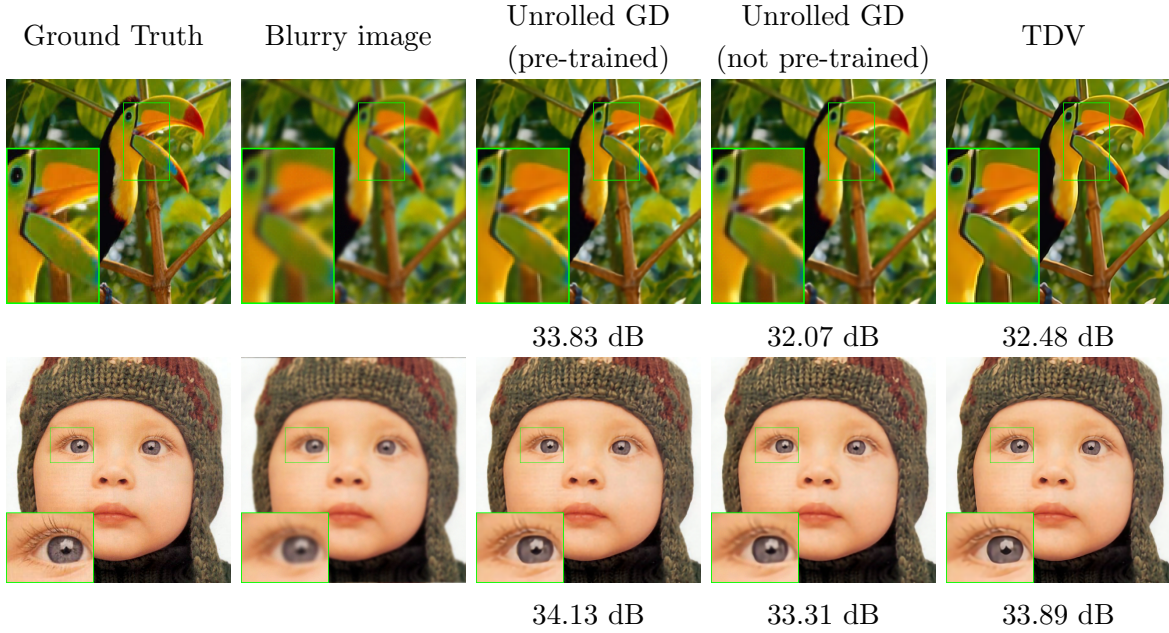 Ground Truth
Blurry image
Unrolled GD
(pre-trained)
Unrolled GD
(not pre-trained)
TDV
33.83 dB
32.07 dB
32.48 dB
34.13 dB
33.31 dB
33.89 dB